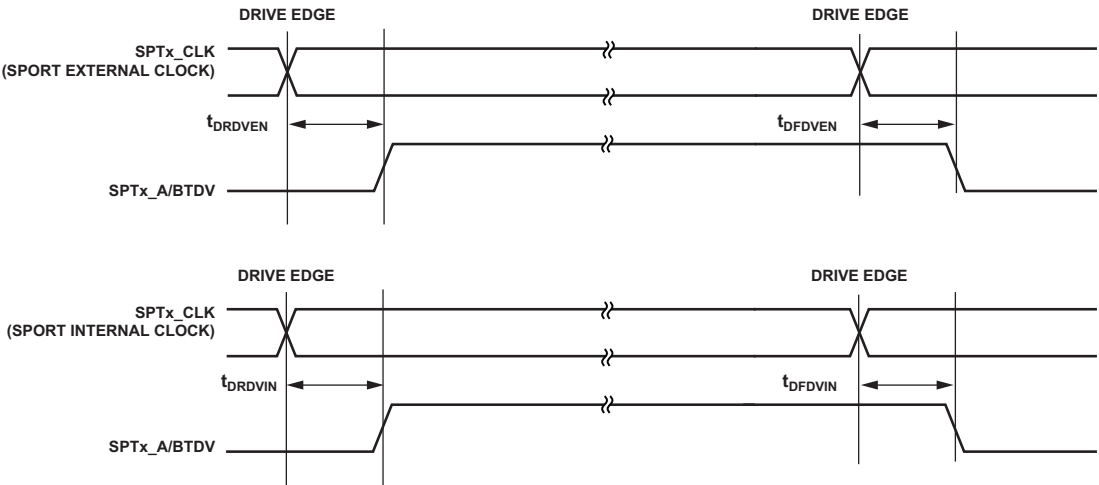 DRIVE EDGE DRIVE EDGE
SPTx_CLK
(SPORT EXTERNAL CLOCK)
tDRDVEN tDFDVEN
SPTx_A/BTDV
DRIVE EDGE DRIVE EDGE
SPTx_CLK
(SPORT INTERNAL CLOCK)
tDRDVIN tDFDVIN
SPTx_A/BTDV